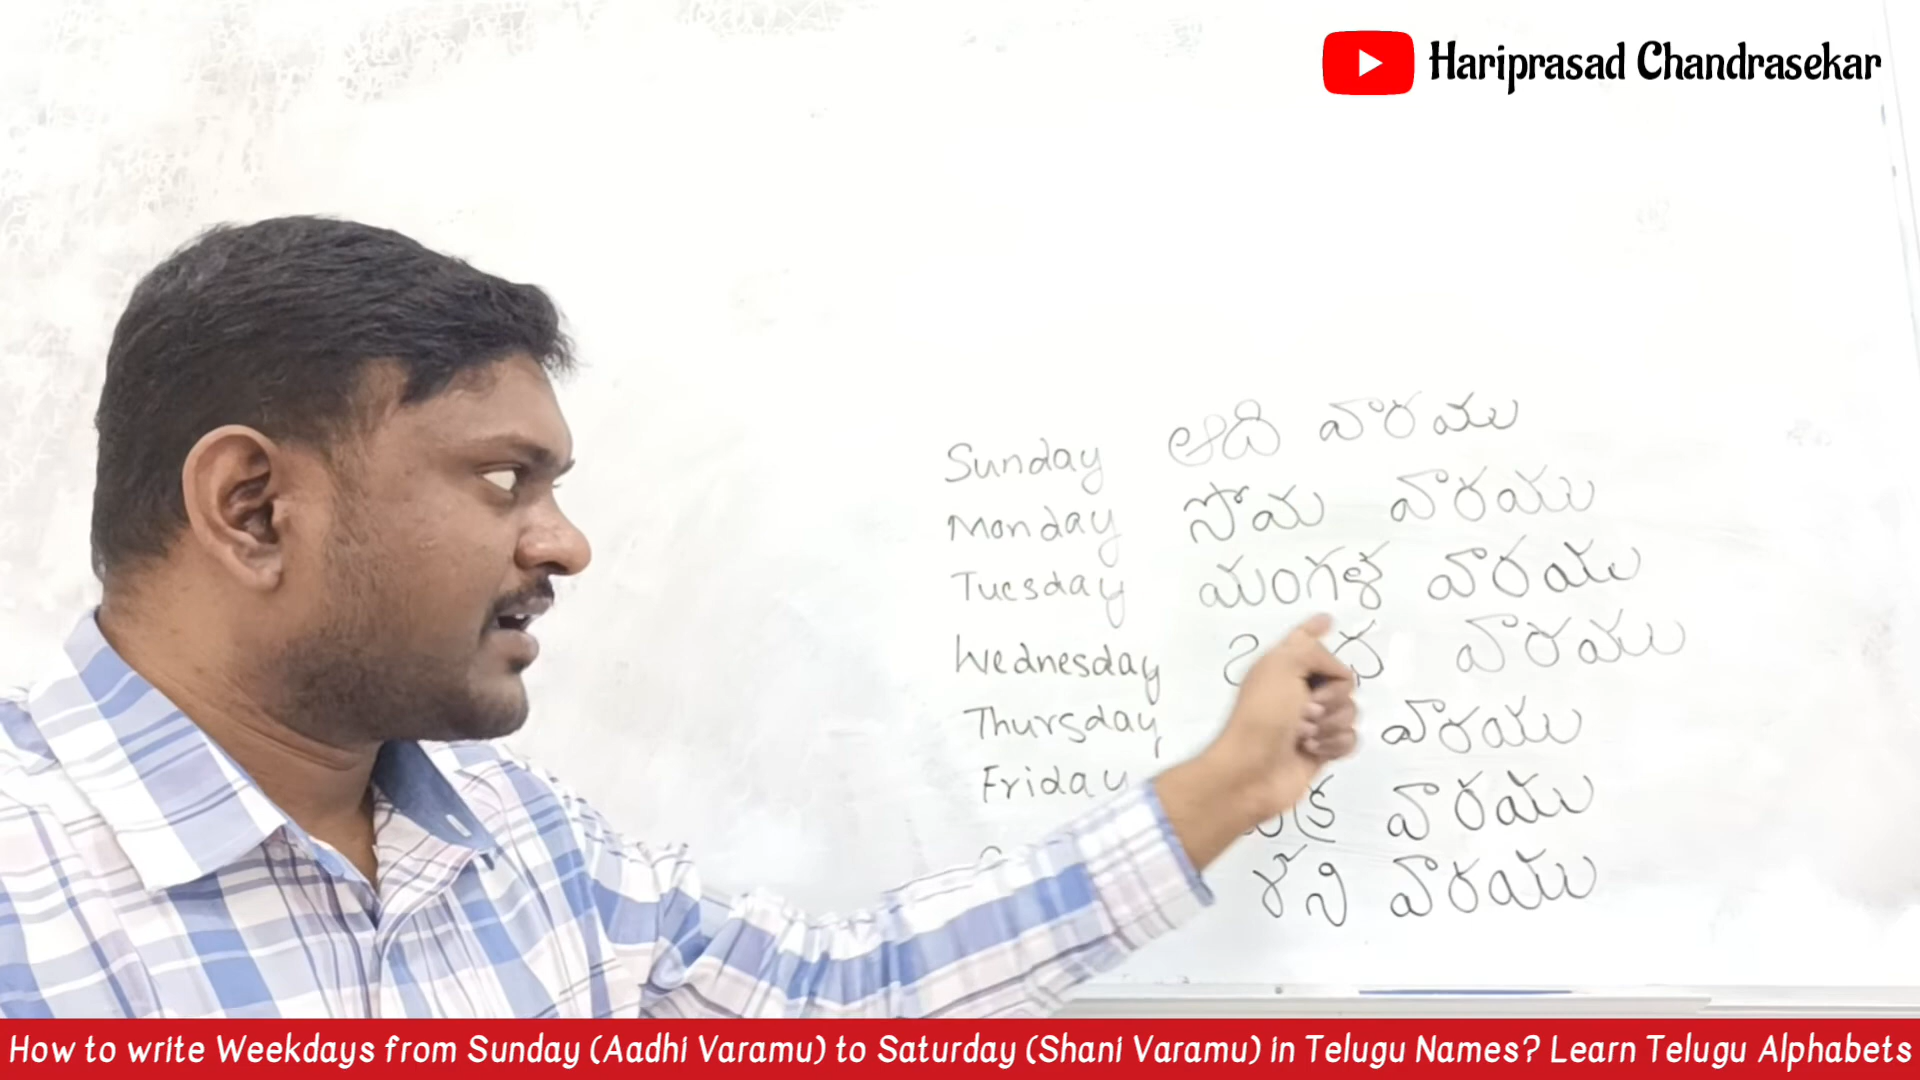 Hariprasad Chandrasekar
Sunday ఆది వారము
Monday సోమ వారము
Tuesday మంగళ వారము
Wednesday వారము
Thursday వారము
Friday వారము
శని వారము
How to write Weekdays from Sunday (Aadhi Varamu) to Saturday (Shani Varamu) in Telugu Names? Learn Telugu Alphabets